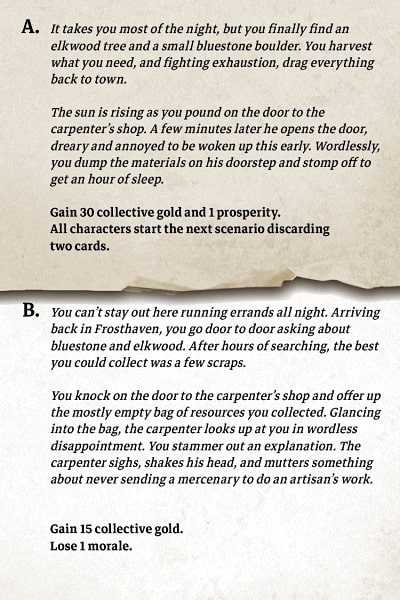 A. It takes you most of the night, but you finally find an
elkwood tree and a small bluestone boulder. You harvest
what you need, and fighting exhaustion, drag everything
back to town.
The sun is rising as you pound on the door to the
carpenter's shop. A few minutes later he opens the door,
dreary and annoyed to be woken up this early. Wordlessly,
you dump the materials on his doorstep and stomp off to
get an hour of sleep.
Gain 30 collective gold and 1 prosperity.
All characters start the next scenario discarding
two cards.
B. You can't stay out here running errands all night. Arriving
back in Frosthaven, you go door to door asking about
bluestone and elkwood. After hours of searching, the best
you could collect was a few scraps.
You knock on the door to the carpenter's shop and offer up
the mostly empty bag of resources you collected. Glancing
into the bag, the carpenter looks up at you in wordless
disappointment. You stammer out an explanation. The
carpenter sighs, shakes his head, and mutters something
about never sending a mercenary to do an artisan's work.
Gain 15 collective gold.
Lose 1 morale.